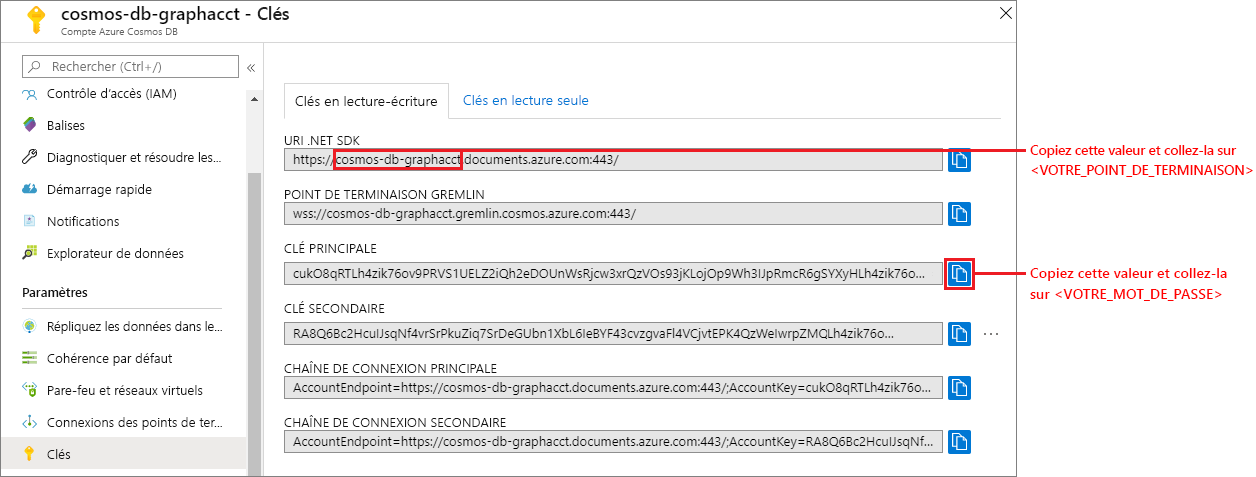 cosmos-db-graphacct - Clés
Compte Azure Cosmos DB
Rechercher (Ctrl+/)
«
Contrôle d'accès (IAM)
Balises
Diagnostiquer et résoudre les...
Démarrage rapide
Notifications
Explorateur de données
Paramètres
Répliquez les données dans le...
Cohérence par défaut
Pare-feu et réseaux virtuels
Connexions des points de ter...
Clés
Clés en lecture-écriture
Clés en lecture seule
URI .NET SDK
https://cosmos-db-graphacct.documents.azure.com:443/
Copiez cette valeur et collez-la sur
<VOTRE_POINT_DE_TERMINAISON>
POINT DE TERMINAISON GREMLIN
wss://cosmos-db-graphacct.gremlin.cosmos.azure.com:443/
CLÉ PRINCIPALE
cukO8qRTLh4zik76ov9PRVS1UELZ2iQh2eDOUnWsRjcw3xrQzVOs93jKLojOp9Wh3IJpRmcR6gSYXyHLh4zik76o...
Copiez cette valeur et collez-la
sur <VOTRE_MOT_DE_PASSE>
CLÉ SECONDAIRE
RA8Q6Bc2HcuIJsqNf4vrSrPkuZiq7SrDeGUbn1XbL6IeBYF43cvzgvaFl4VCjvtEPK4QzWeIwrpZMQLh4zik76o...
CHAÎNE DE CONNEXION PRINCIPALE
AccountEndpoint=https://cosmos-db-graphacct.documents.azure.com:443/;AccountKey=cukO8qRTLh4zik76o...
CHAÎNE DE CONNEXION SECONDAIRE
AccountEndpoint=https://cosmos-db-graphacct.documents.azure.com:443/;AccountKey=RA8Q6Bc2HcuIJsqNf...